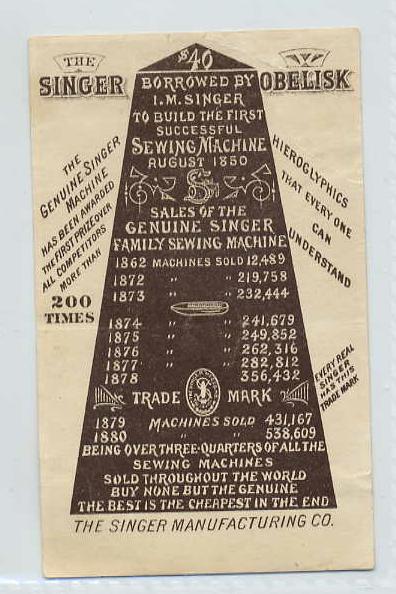 THE
SINGER
OBELISK
$40
BORROWED BY
I.M. SINGER
TO BUILD THE FIRST
SUCCESSFUL
SEWING MACHINE
AUGUST 1850
SALES OF THE
GENUINE SINGER
FAMILY SEWING MACHINE
1862 MACHINES SOLD 12,489
1872 " " 219,758
1873 " " 232,444
1874 " " 241,679
1875 " " 249,852
1876 " " 262,316
1877 " " 282,812
1878 " " 356,432
TRADE MARK
1879 MACHINES SOLD 431,167
1880 " " 538,609
BEING OVER THREE-QUARTERS OF ALL THE
SEWING MACHINES
SOLD THROUGHOUT THE WORLD
BUY NONE BUT THE GENUINE
THE BEST IS THE CHEAPEST IN THE END
THE
GENUINE SINGER
MACHINE
HAS BEEN AWARDED
THE FIRST PRIZE OVER
ALL COMPETITORS
MORE THAN
200
TIMES
HIEROGLYPHICS
THAT EVERY ONE
CAN
UNDERSTAND
EVERY REAL
SINGER
HAS THIS
TRADE MARK
THE SINGER MANUFACTURING CO.